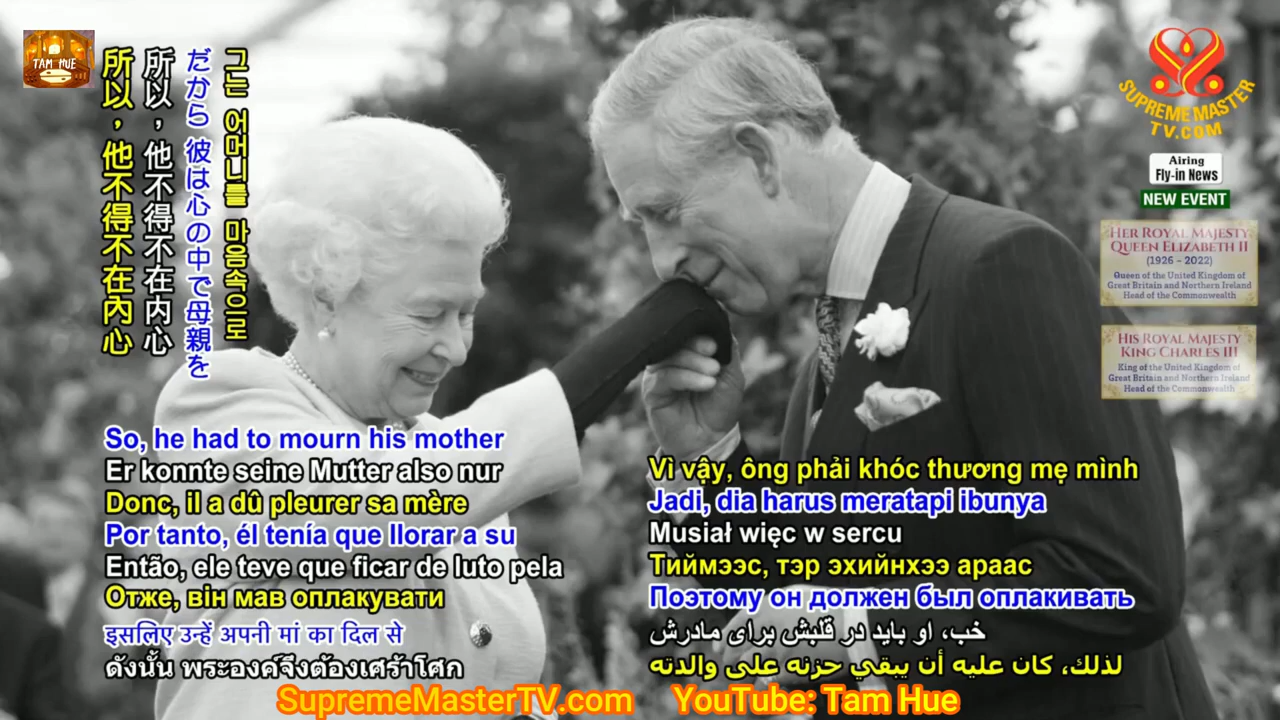 TAM HUE
所以，他不得不在內心
所以，他不得不在内心
だから 彼は心の中で母親を
그는 어머니를 마음속으로
SUPREME MASTER
TV.COM
Airing
Fly-in News
NEW EVENT
HER ROYAL MAJESTY
QUEEN ELIZABETH II
(1926 - 2022)
Queen of the United Kingdom of
Great Britain and Northern Ireland
Head of the Commonwealth
HIS ROYAL MAJESTY
KING CHARLES III
King of the United Kingdom of
Great Britain and Northern Ireland
Head of the Commonwealth
So, he had to mourn his mother
Er konnte seine Mutter also nur
Donc, il a dû pleurer sa mère
Por tanto, él tenía que llorar a su
Então, ele teve que ficar de luto pela
Отже, він мав оплакувати
इसलिए उन्हें अपनी मां का दिल से
ดังนั้น พระองค์จึงต้องเศร้าโศก
Vì vậy, ông phải khóc thương mẹ mình
Jadi, dia harus meratapi ibunya
Musiał więc w sercu
Тиймээс, тэр эхийнхээ араас
Поэтому он должен был оплакивать
خب، او باید در قلبش برای مادرش
لذلك، كان عليه أن يبقي حزنه على والدته
SupremeMasterTV.com YouTube: Tam Hue